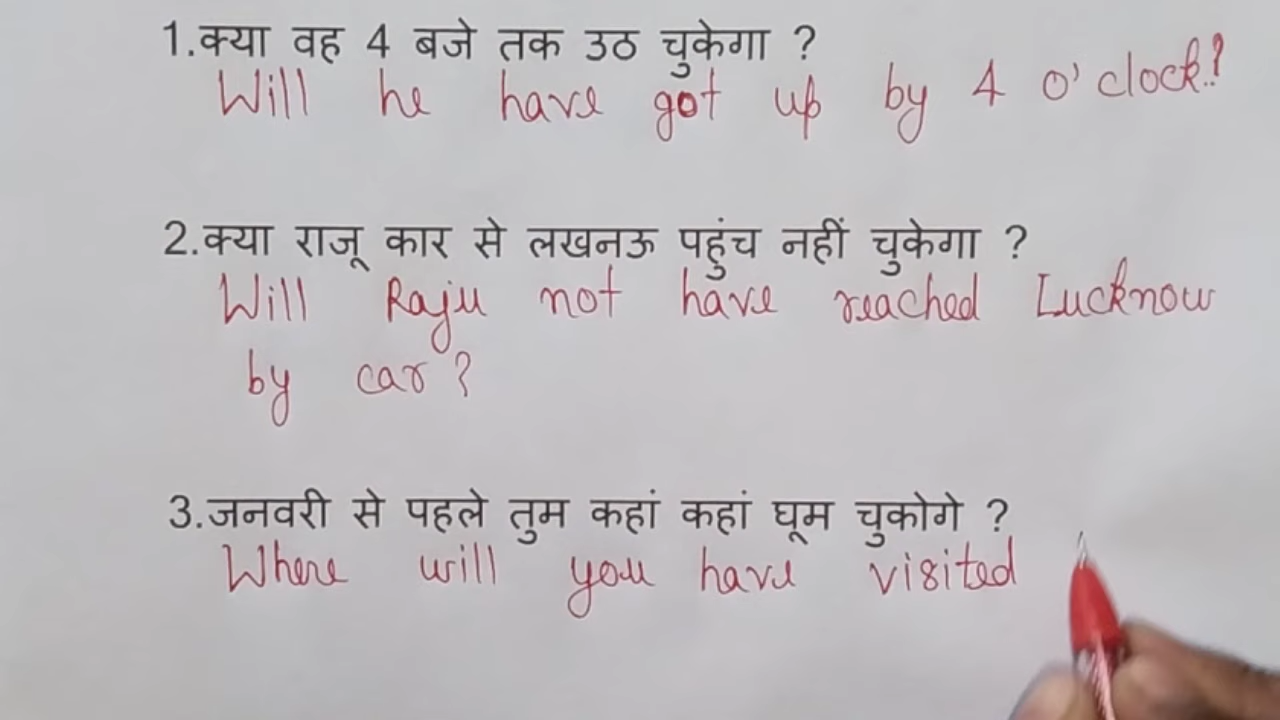 1.क्या वह 4 बजे तक उठ चुकेगा ?
Will he have got up by 4 o'clock?
2.क्या राजू कार से लखनऊ पहुंच नहीं चुकेगा ?
Will Raju not have reached Lucknow
by car ?
3.जनवरी से पहले तुम कहां कहां घूम चुकोगे ?
Where will you have visited